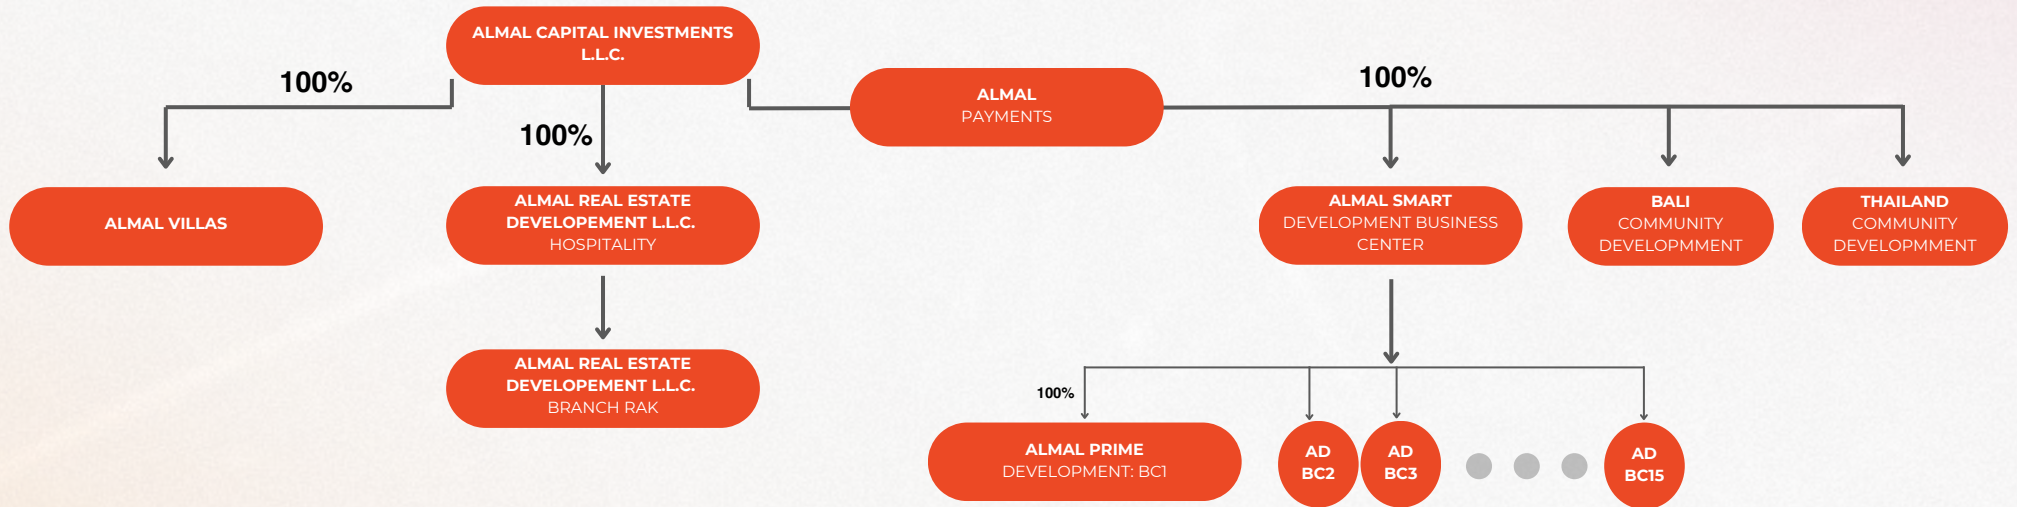 ALMAL CAPITAL INVESTMENTS
L.L.C.
100%
100%
ALMAL
PAYMENTS
100%
ALMAL VILLAS
ALMAL REAL ESTATE
DEVELOPEMENT L.L.C.
HOSPITALITY
ALMAL SMART
DEVELOPMENT BUSINESS
CENTER
BALI
COMMUNITY
DEVELOPMMENT
THAILAND
COMMUNITY
DEVELOPMMENT
ALMAL REAL ESTATE
DEVELOPEMENT L.L.C.
BRANCH RAK
100%
ALMAL PRIME
DEVELOPMENT: BC1
AD
BC2
AD
BC3
AD
BC15